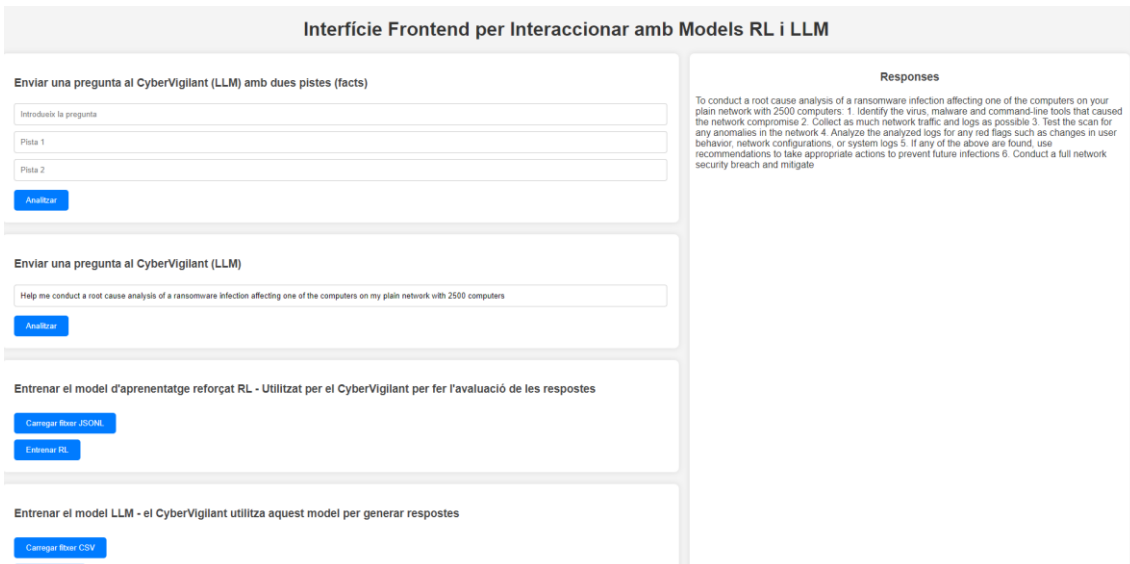 Interfície Frontend per Interaccionar amb Models RL i LLM
Enviar una pregunta al CyberVigilant (LLM) amb dues pistes (facts)
Introdueix la pregunta
Pista 1
Pista 2
Analitzar
Enviar una pregunta al CyberVigilant (LLM)
Help me conduct a root cause analysis of a ransomware infection affecting one of the computers on my plain network with 2500 computers
Analitzar
Entrenar el model d'aprenentatge reforçat RL - Utilitzat per el CyberVigilant per fer l'avaluació de les respostes
Carregar fitxer JSONL
Entrenar RL
Entrenar el model LLM - el CyberVigilant utilitza aquest model per generar respostes
Carregar fitxer CSV
Responses
To conduct a root cause analysis of a ransomware infection affecting one of the computers on your
plain network with 2500 computers: 1. Identify the virus, malware and command-line tools that caused
the network compromise 2. Collect as much network traffic and logs as possible 3. Test the scan for
any anomalies in the network 4. Analyze the analyzed logs for any red flags such as changes in user
behavior, network configurations, or system logs 5. If any of the above are found, use
recommendations to take appropriate actions to prevent future infections 6. Conduct a full network
security breach and mitigate